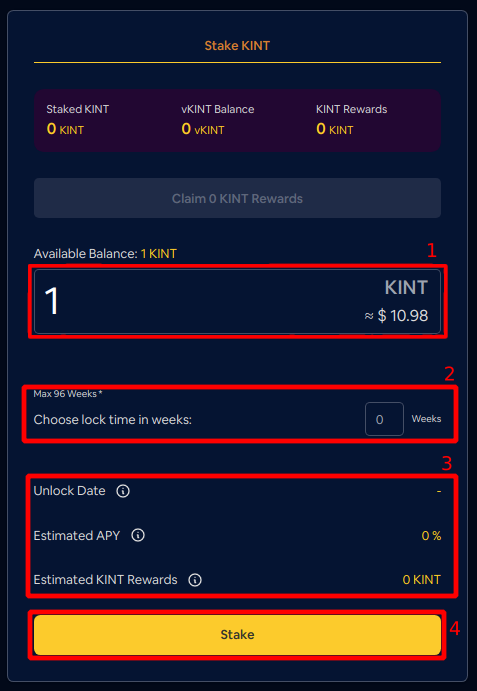 Stake KINT
Staked KINT vKINT Balance KINT Rewards
0 KINT 0 vKINT 0 KINT
Claim 0 KINT Rewards
1
Available Balance: 1 KINT
1 KINT
≈ $ 10.98
2
Max 96 Weeks *
Choose lock time in weeks: 0 Weeks
3
Unlock Date -
Estimated APY 0 %
Estimated KINT Rewards 0 KINT
Stake 4